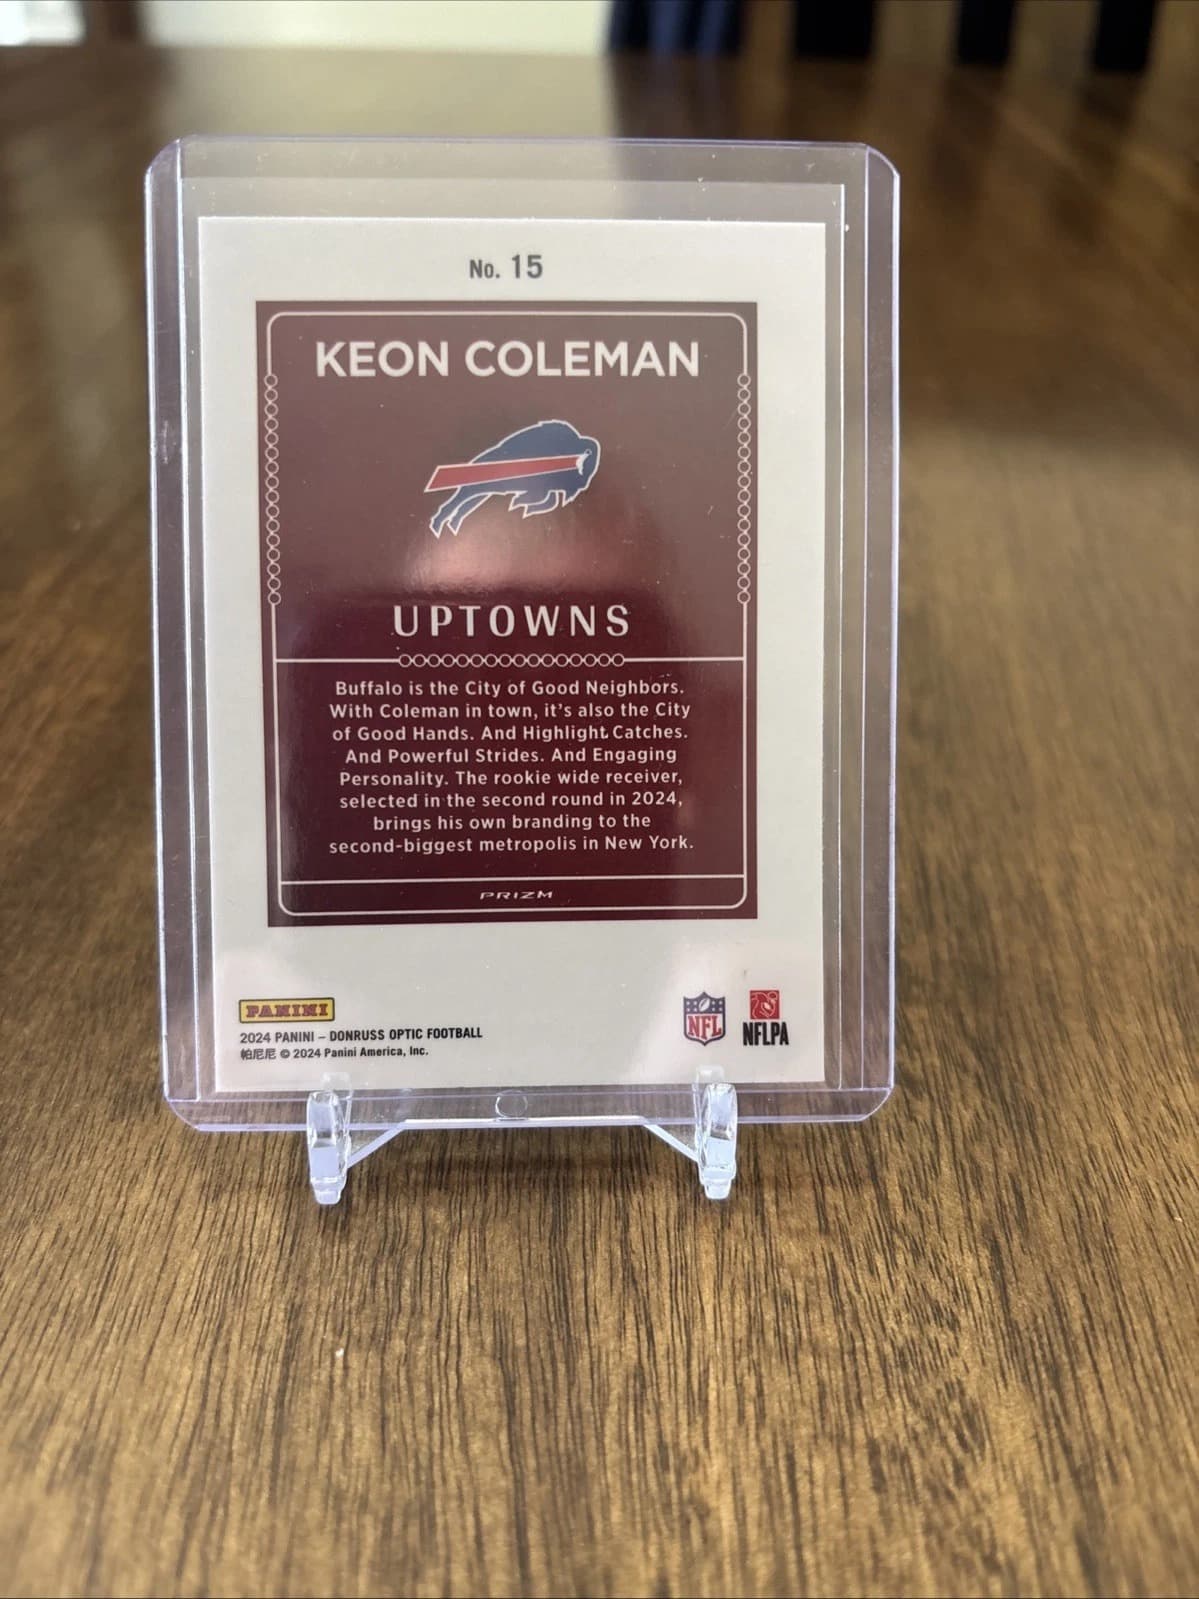 No. 15
KEON COLEMAN
UPTOWNS
Buffalo is the City of Good Neighbors.
With Coleman in town, it's also the City
of Good Hands. And Highlight Catches.
And Powerful Strides. And Engaging
Personality. The rookie wide receiver,
selected in the second round in 2024,
brings his own branding to the
second-biggest metropolis in New York.
PRIZM
PANINI
2024 PANINI – DONRUSS OPTIC FOOTBALL
帕尼尼 © 2024 Panini America, Inc.
NFL
NFLPA